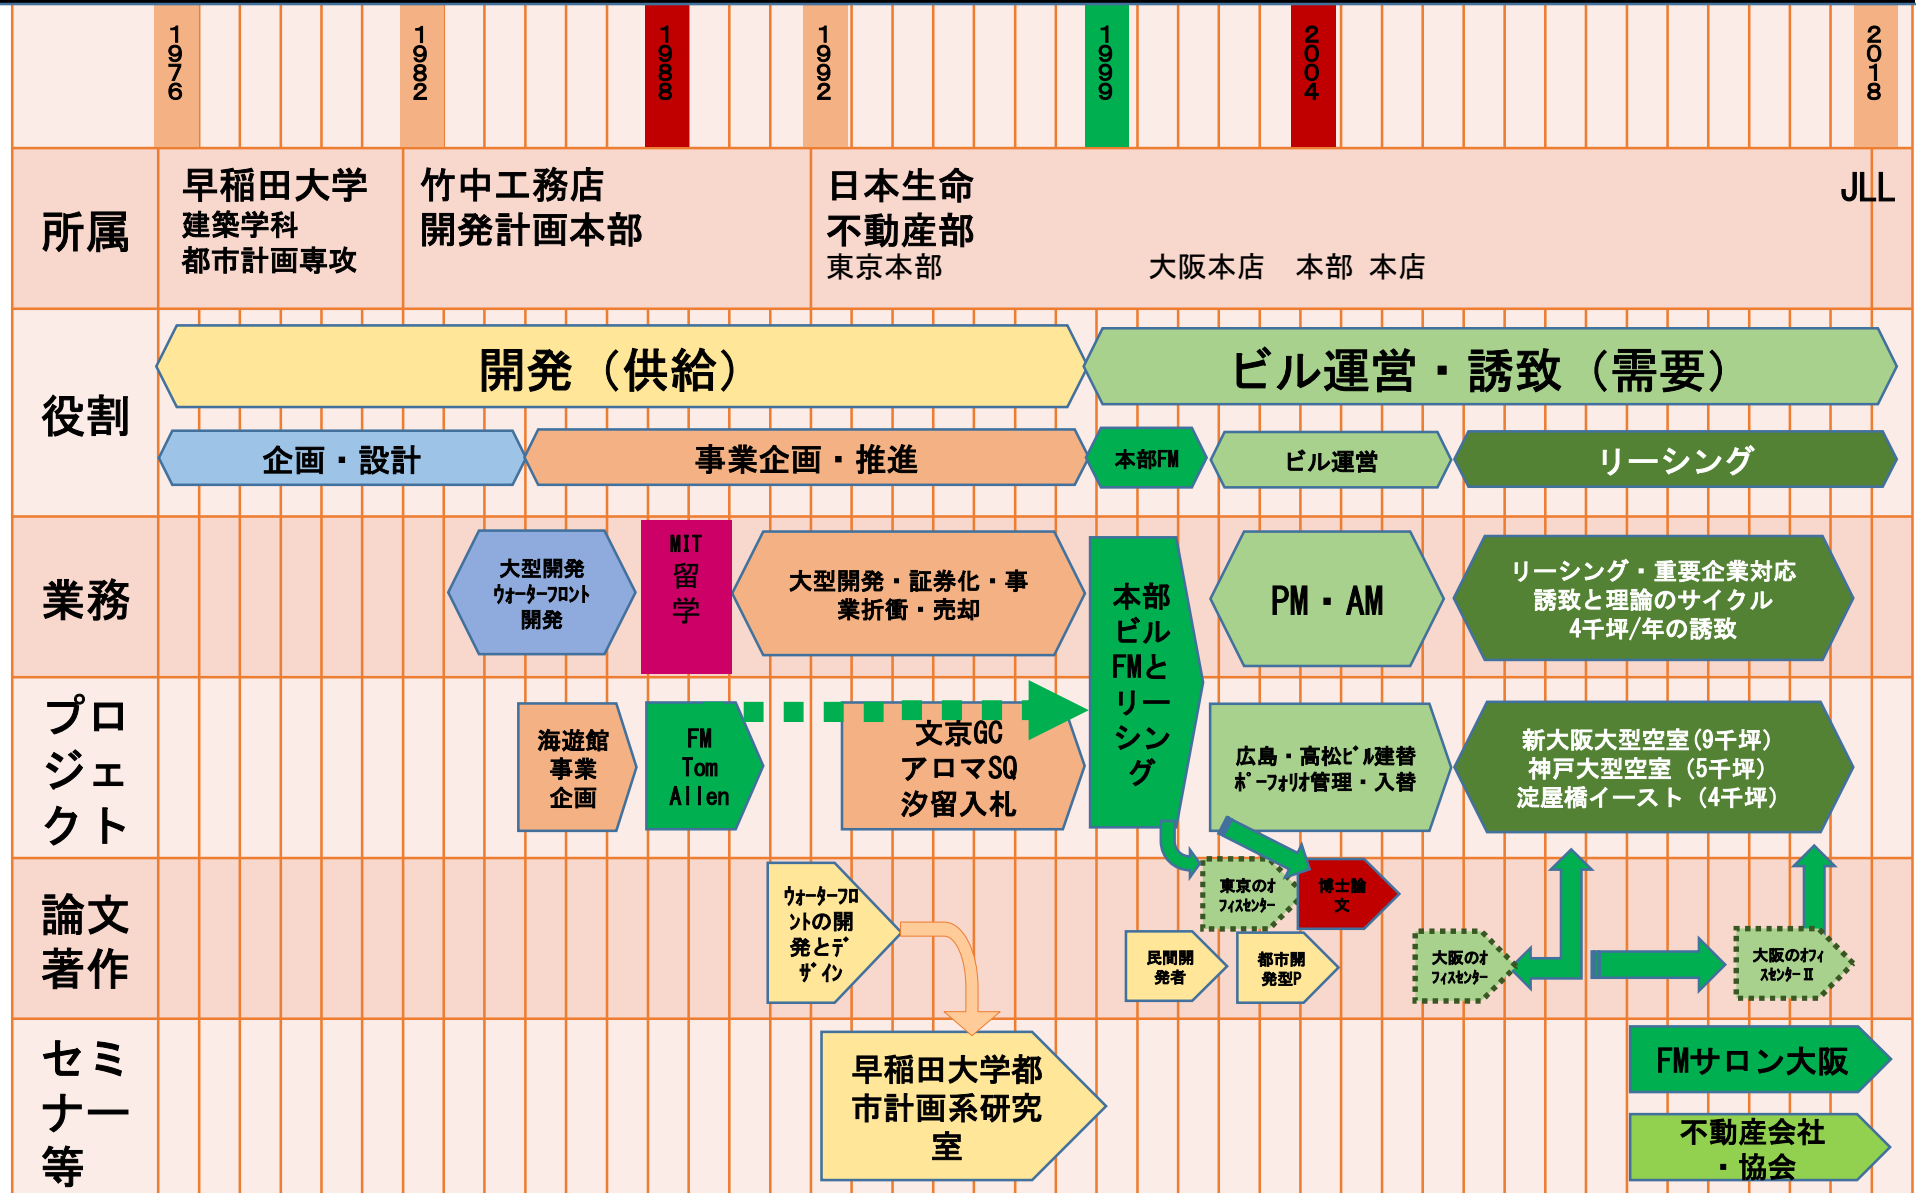 1976
1982
1988
1992
1999
2004
2018
所属
早稲田大学
建築学科
都市計画専攻
竹中工務店
開発計画本部
日本生命
不動産部
東京本部
大阪本店
本部
本店
JLL
役割
開発（供給）
ビル運営・誘致（需要）
企画・設計
事業企画・推進
本部FM
ビル運営
リーシング
業務
大型開発
ｳｫｰﾀｰﾌﾛﾝﾄ
開発
MIT
留
学
大型開発・証券化・事
業折衝・売却
本部
ビル
FMと
リー
シン
グ
PM・AM
リーシング・重要企業対応
誘致と理論のサイクル
4千坪/年の誘致
プロ
ジェ
クト
海遊館
事業
企画
FM
Tom
Allen
文京GC
アロマSQ
汐留入札
広島・高松ﾋﾞﾙ建替
ﾎﾟｰﾌｫﾘｵ管理・入替
新大阪大型空室(9千坪)
神戸大型空室（5千坪）
淀屋橋イースト（4千坪）
論文
著作
ｳｫｰﾀｰﾌﾛ
ﾝﾄの開
発とﾃﾞ
ｻﾞｲﾝ
東京のｵ
ﾌｨｽｾﾝﾀｰ
博士論
文
民間開
発者
都市開
発型P
大阪のｵ
ﾌｨｽｾﾝﾀｰ
大阪のｵﾌｨ
ｽｾﾝﾀｰⅡ
セミ
ナー
等
早稲田大学都
市計画系研究
室
FMサロン大阪
不動産会社
・協会